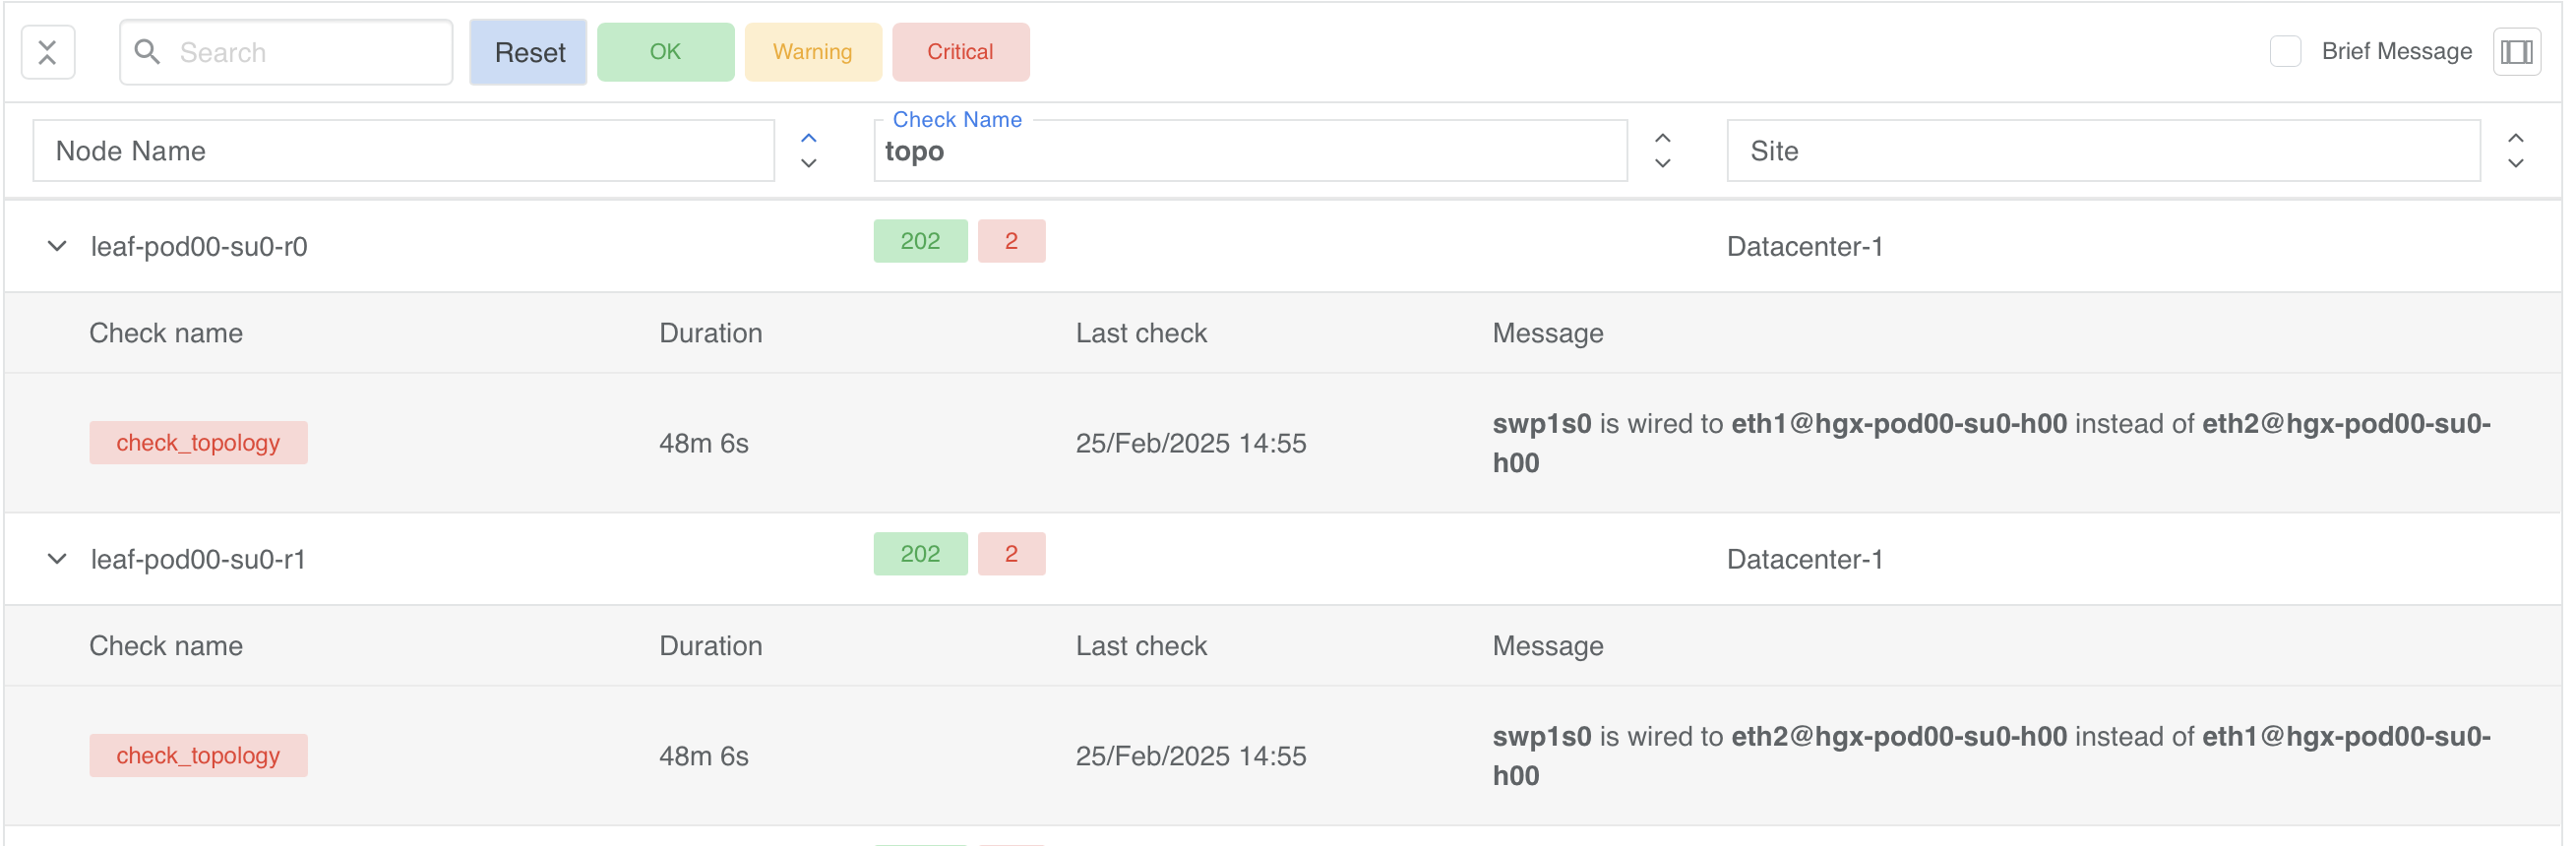 Search
Reset
OK
Warning
Critical
Brief Message
Node Name
Check Name
topo
Site
leaf-pod00-su0-r0
202
2
Datacenter-1
Check name
Duration
Last check
Message
check_topology
48m 6s
25/Feb/2025 14:55
swp1s0 is wired to eth1@hgx-pod00-su0-h00 instead of eth2@hgx-pod00-su0-
h00
leaf-pod00-su0-r1
202
2
Datacenter-1
Check name
Duration
Last check
Message
check_topology
48m 6s
25/Feb/2025 14:55
swp1s0 is wired to eth2@hgx-pod00-su0-h00 instead of eth1@hgx-pod00-su0-
h00